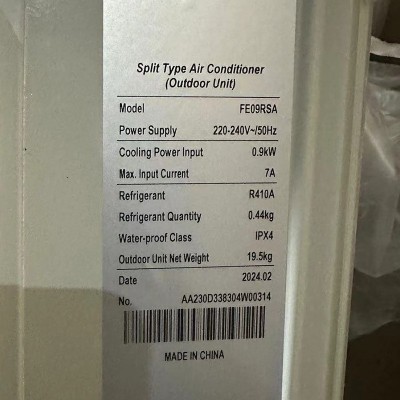 Split Type Air Conditioner
(Outdoor Unit)
Model FE09RSA
Power Supply 220-240V~/50Hz
Cooling Power Input 0.9kW
Max. Input Current 7A
Refrigerant R410A
Refrigerant Quantity 0.44kg
Water-proof Class IPX4
Outdoor Unit Net Weight 19.5kg
Date 2024.02
No. AA230D338304W00314
MADE IN CHINA